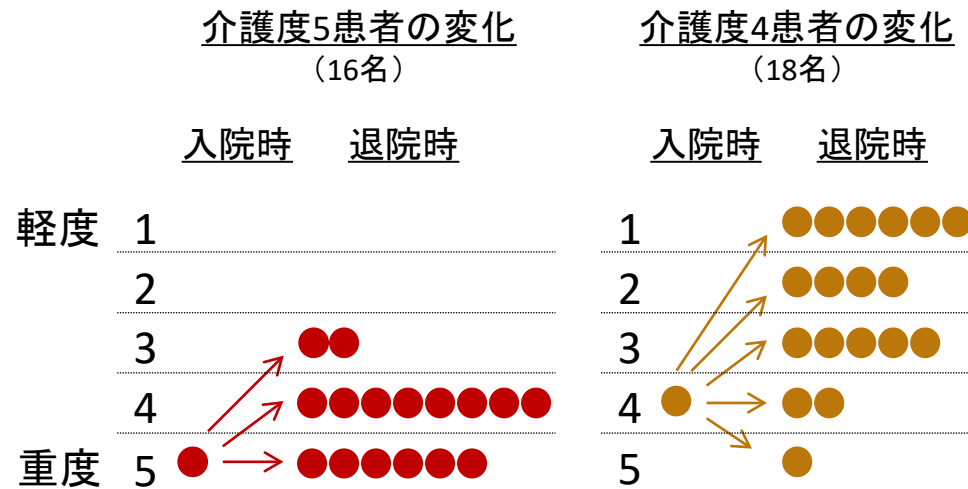 介護度5患者の変化
（16名）
介護度4患者の変化
（18名）
入院時 退院時
入院時 退院時
軽度 1
2
3
4
重度 5
1
2
3
4
5